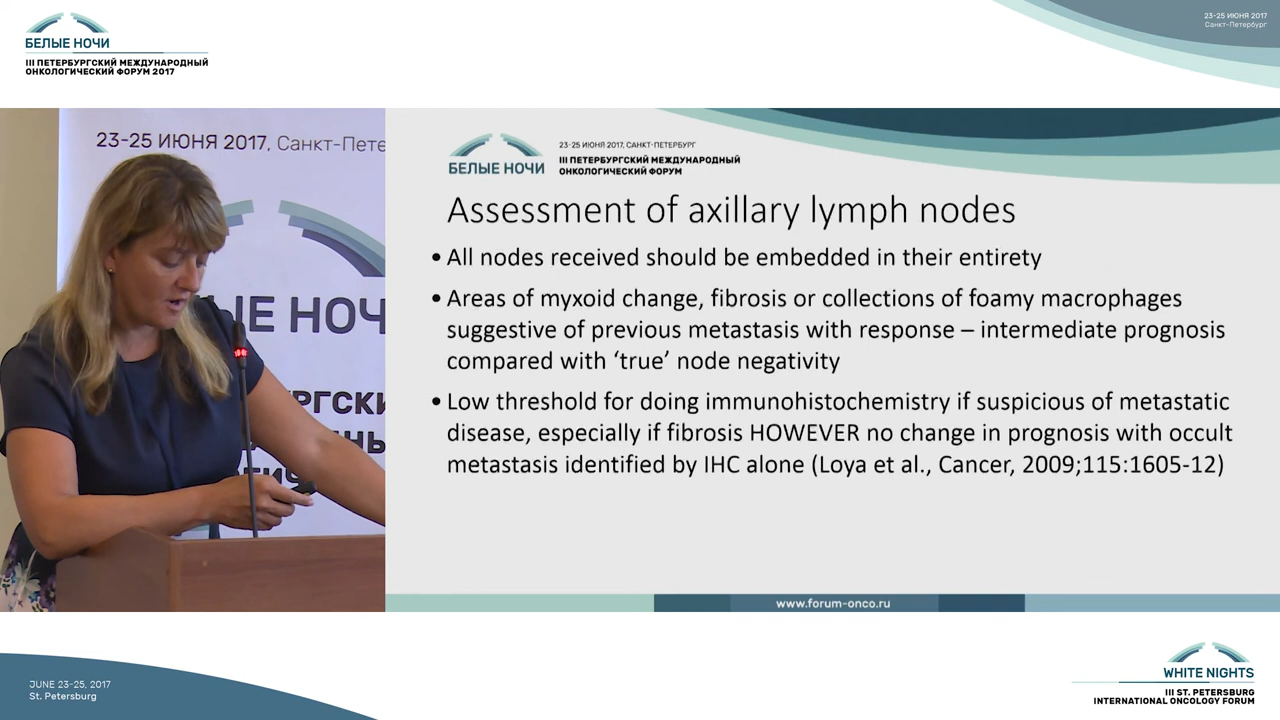 БЕЛЫЕ НОЧИ
III ПЕТЕРБУРГСКИЙ МЕЖДУНАРОДНЫЙ
ОНКОЛОГИЧЕСКИЙ ФОРУМ 2017
23-25 ИЮНЯ 2017
Санкт-Петербург
23-25 ИЮНЯ 2017, Санкт-Пете
ЫЕ НОЧ
23-25 ИЮНЯ 2017, САНКТ-ПЕТЕРБУРГ
БЕЛЫЕ НОЧИ
III ПЕТЕРБУРГСКИЙ МЕЖДУНАРОДНЫЙ
ОНКОЛОГИЧЕСКИЙ ФОРУМ
Assessment of axillary lymph nodes
• All nodes received should be embedded in their entirety
• Areas of myxoid change, fibrosis or collections of foamy macrophages
suggestive of previous metastasis with response – intermediate prognosis
compared with ‘true’ node negativity
• Low threshold for doing immunohistochemistry if suspicious of metastatic
disease, especially if fibrosis HOWEVER no change in prognosis with occult
metastasis identified by IHC alone (Loya et al., Cancer, 2009;115:1605-12)
www.forum-onco.ru
JUNE 23-25, 2017
St. Petersburg
WHITE NIGHTS
III ST. PETERSBURG
INTERNATIONAL ONCOLOGY FORUM